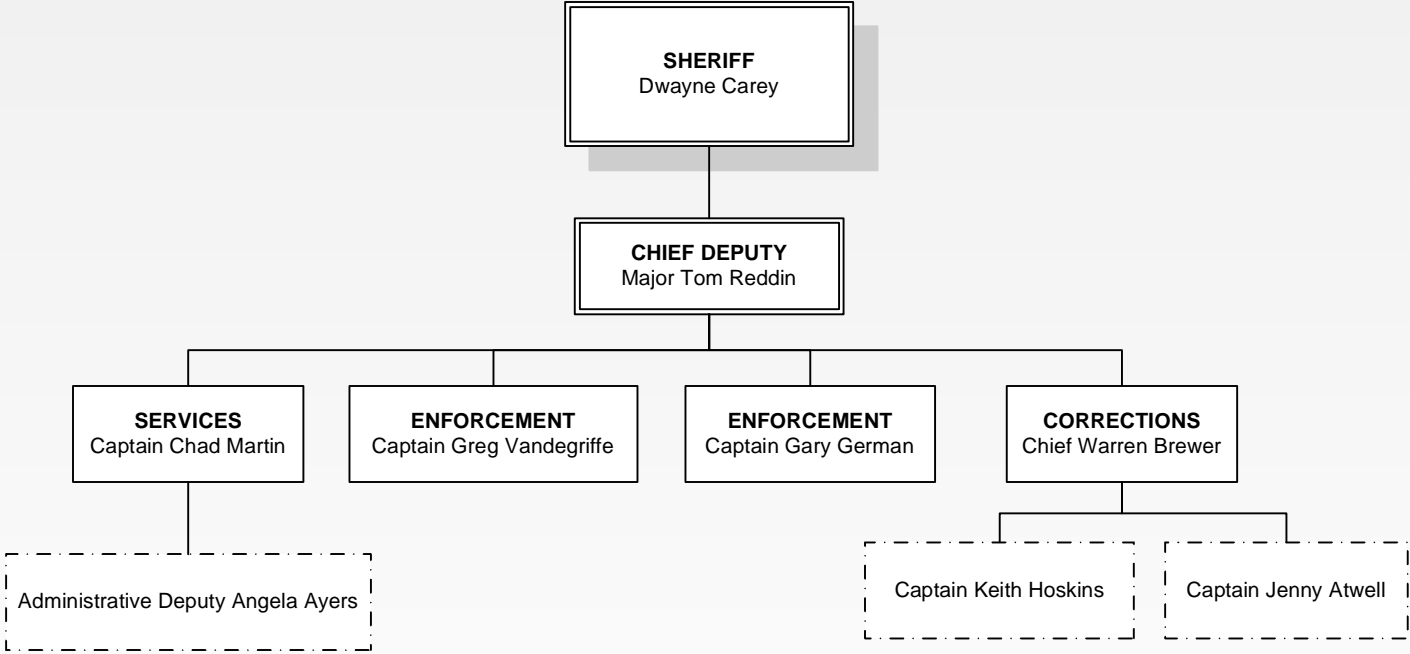 SHERIFF
Dwayne Carey
CHIEF DEPUTY
Major Tom Reddin
SERVICES
Captain Chad Martin
ENFORCEMENT
Captain Greg Vandegriffe
ENFORCEMENT
Captain Gary German
CORRECTIONS
Chief Warren Brewer
Administrative Deputy Angela Ayers
Captain Keith Hoskins
Captain Jenny Atwell